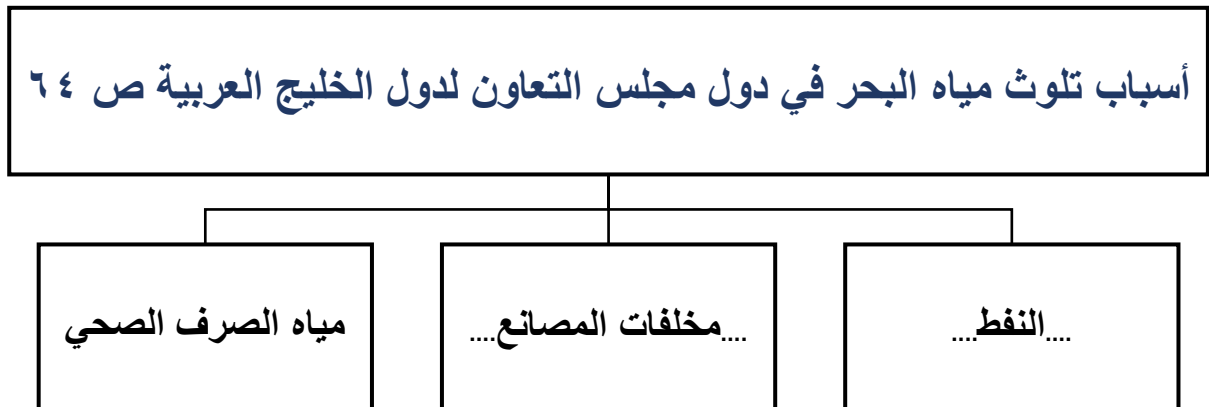 أسباب تلوث مياه البحر في دول مجلس التعاون لدول الخليج العربية ص ٦٤
....النفط....
....مخلفات المصانع....
مياه الصرف الصحي